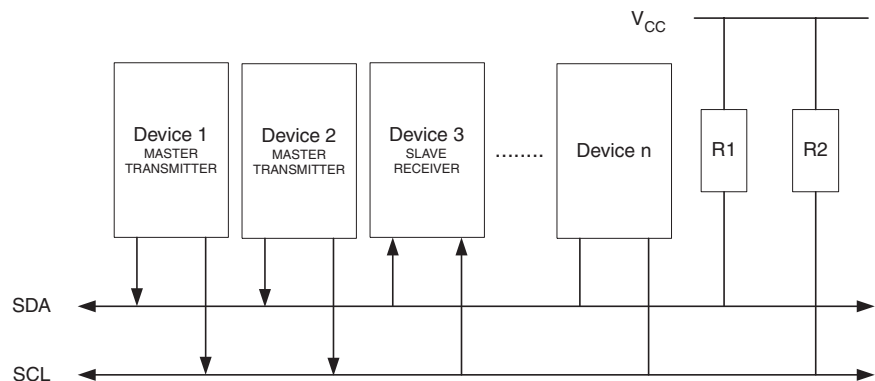 VCC
Device 1
MASTER
TRANSMITTER
Device 2
MASTER
TRANSMITTER
Device 3
SLAVE
RECEIVER
........
Device n
R1
R2
SDA
SCL